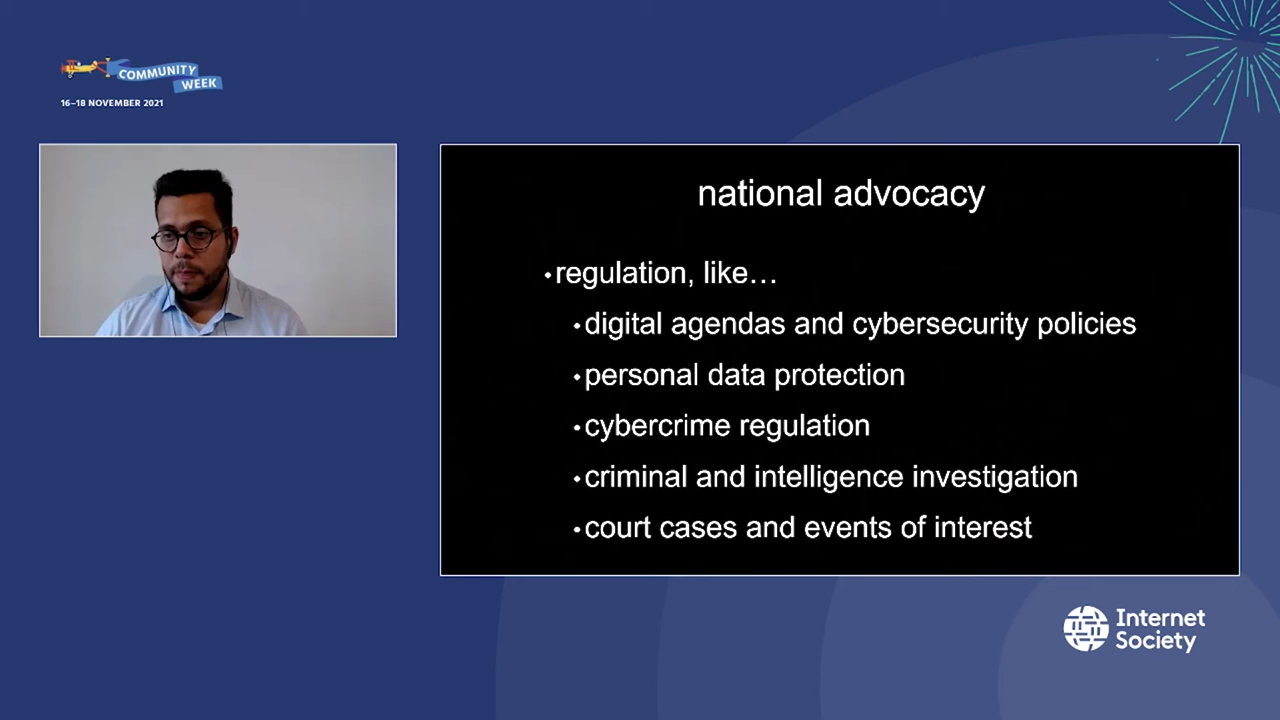 COMMUNITY
WEEK
16–18 NOVEMBER 2021
national advocacy
•regulation, like…
•digital agendas and cybersecurity policies
•personal data protection
•cybercrime regulation
•criminal and intelligence investigation
•court cases and events of interest
Internet
Society